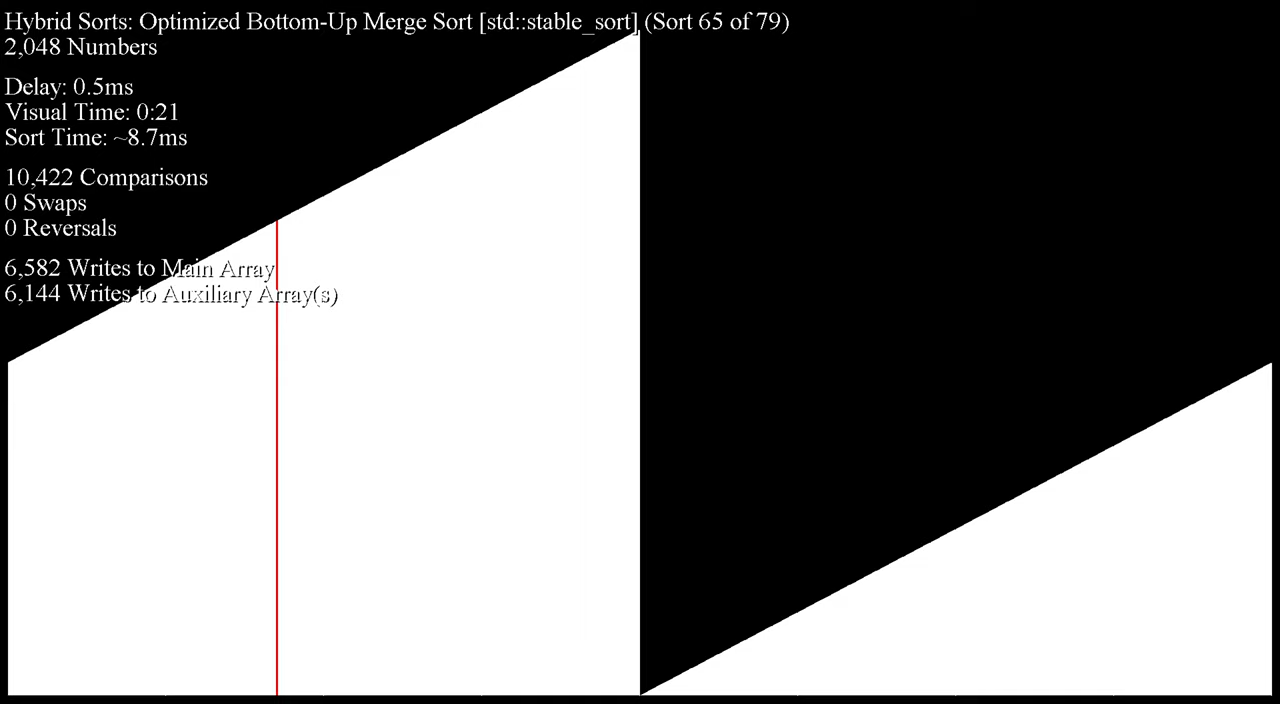 Hybrid Sorts: Optimized Bottom-Up Merge Sort [std::stable_sort] (Sort 65 of 79)
2,048 Numbers
Delay: 0.5ms
Visual Time: 0:21
Sort Time: ~8.7ms
10,422 Comparisons
0 Swaps
0 Reversals
6,582 Writes to Main Array
6,144 Writes to Auxiliary Array(s)